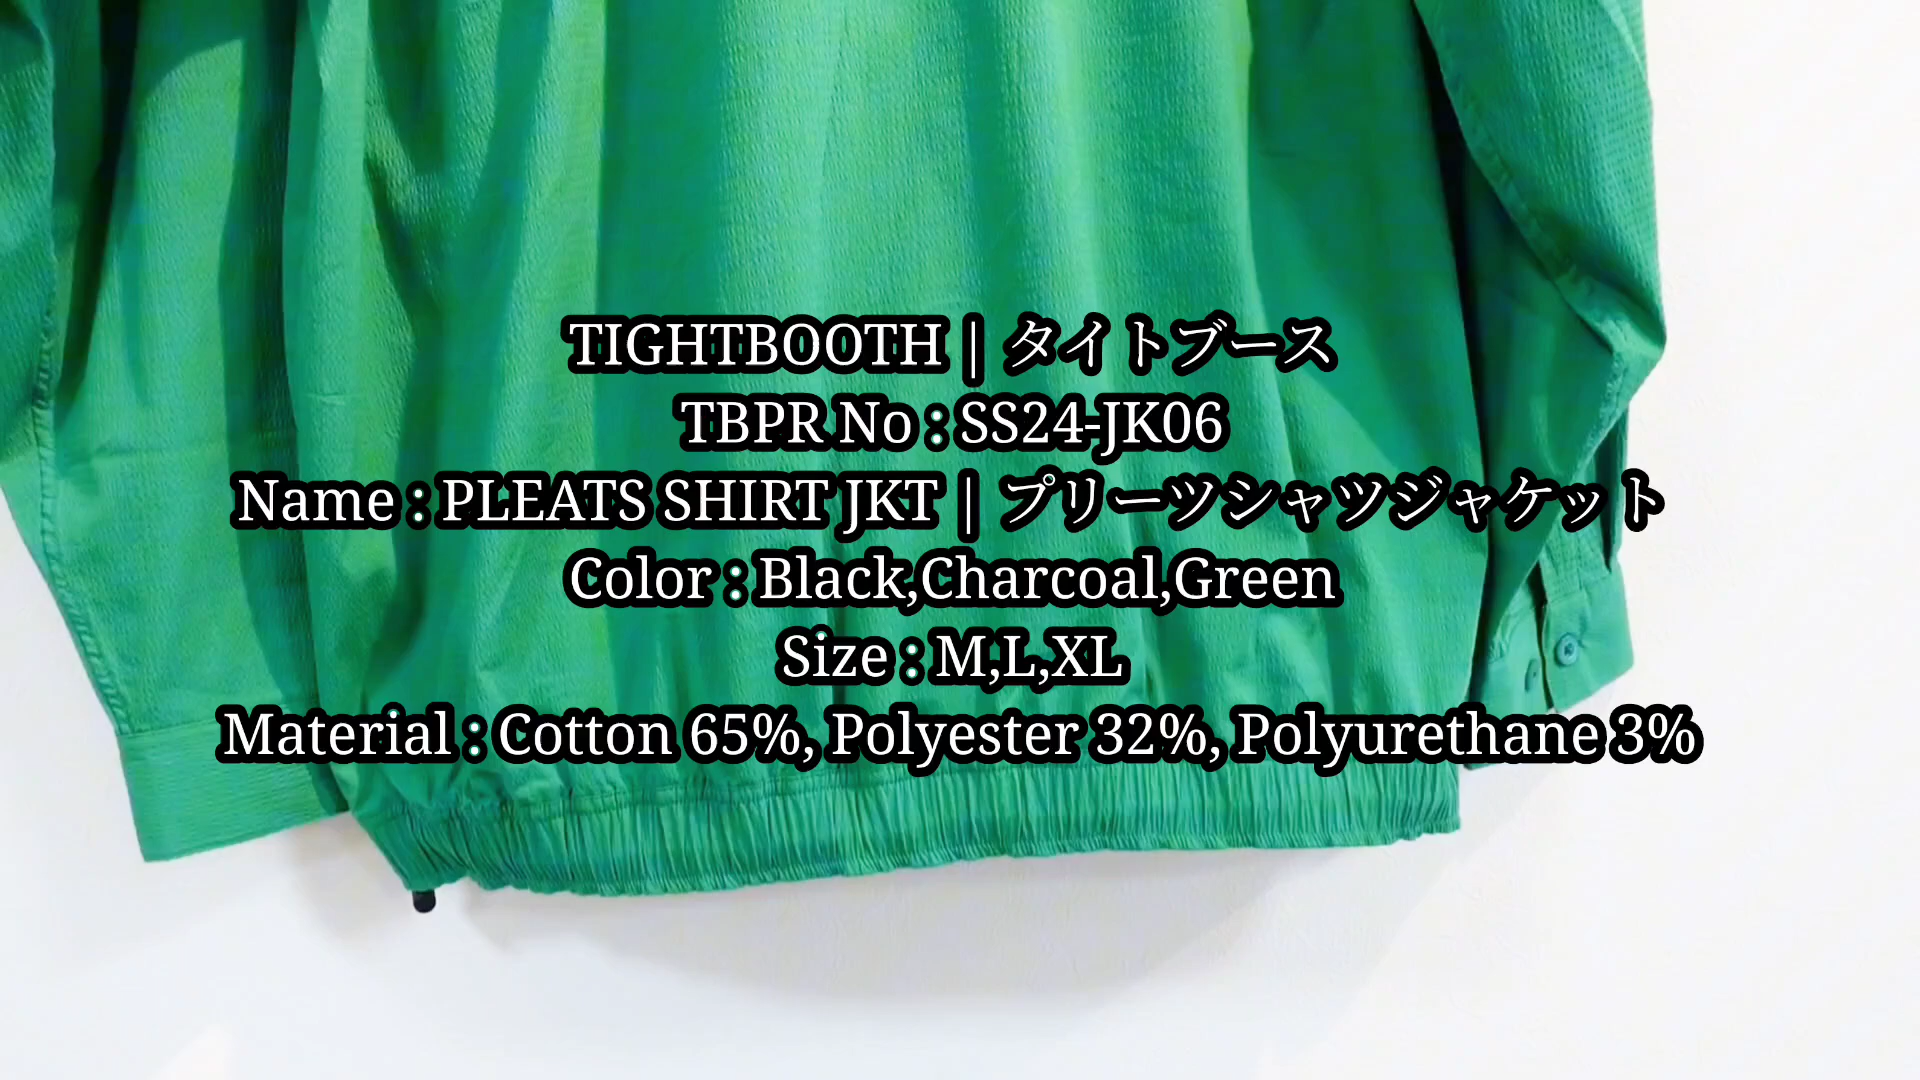 TIGHTBOOTH | タイトブース
TBPR No : SS24-JK06
Name : PLEATS SHIRT JKT | プリーツシャツジャケット
Color : Black,Charcoal,Green
Size : M,L,XL
Material : Cotton 65%, Polyester 32%, Polyurethane 3%